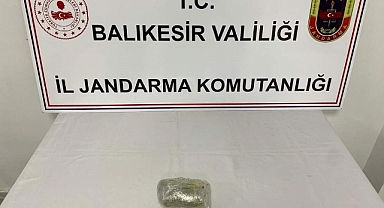 T.C.
BALIKESİR VALİLİĞİ
İL JANDARMA KOMUTANLIĞI